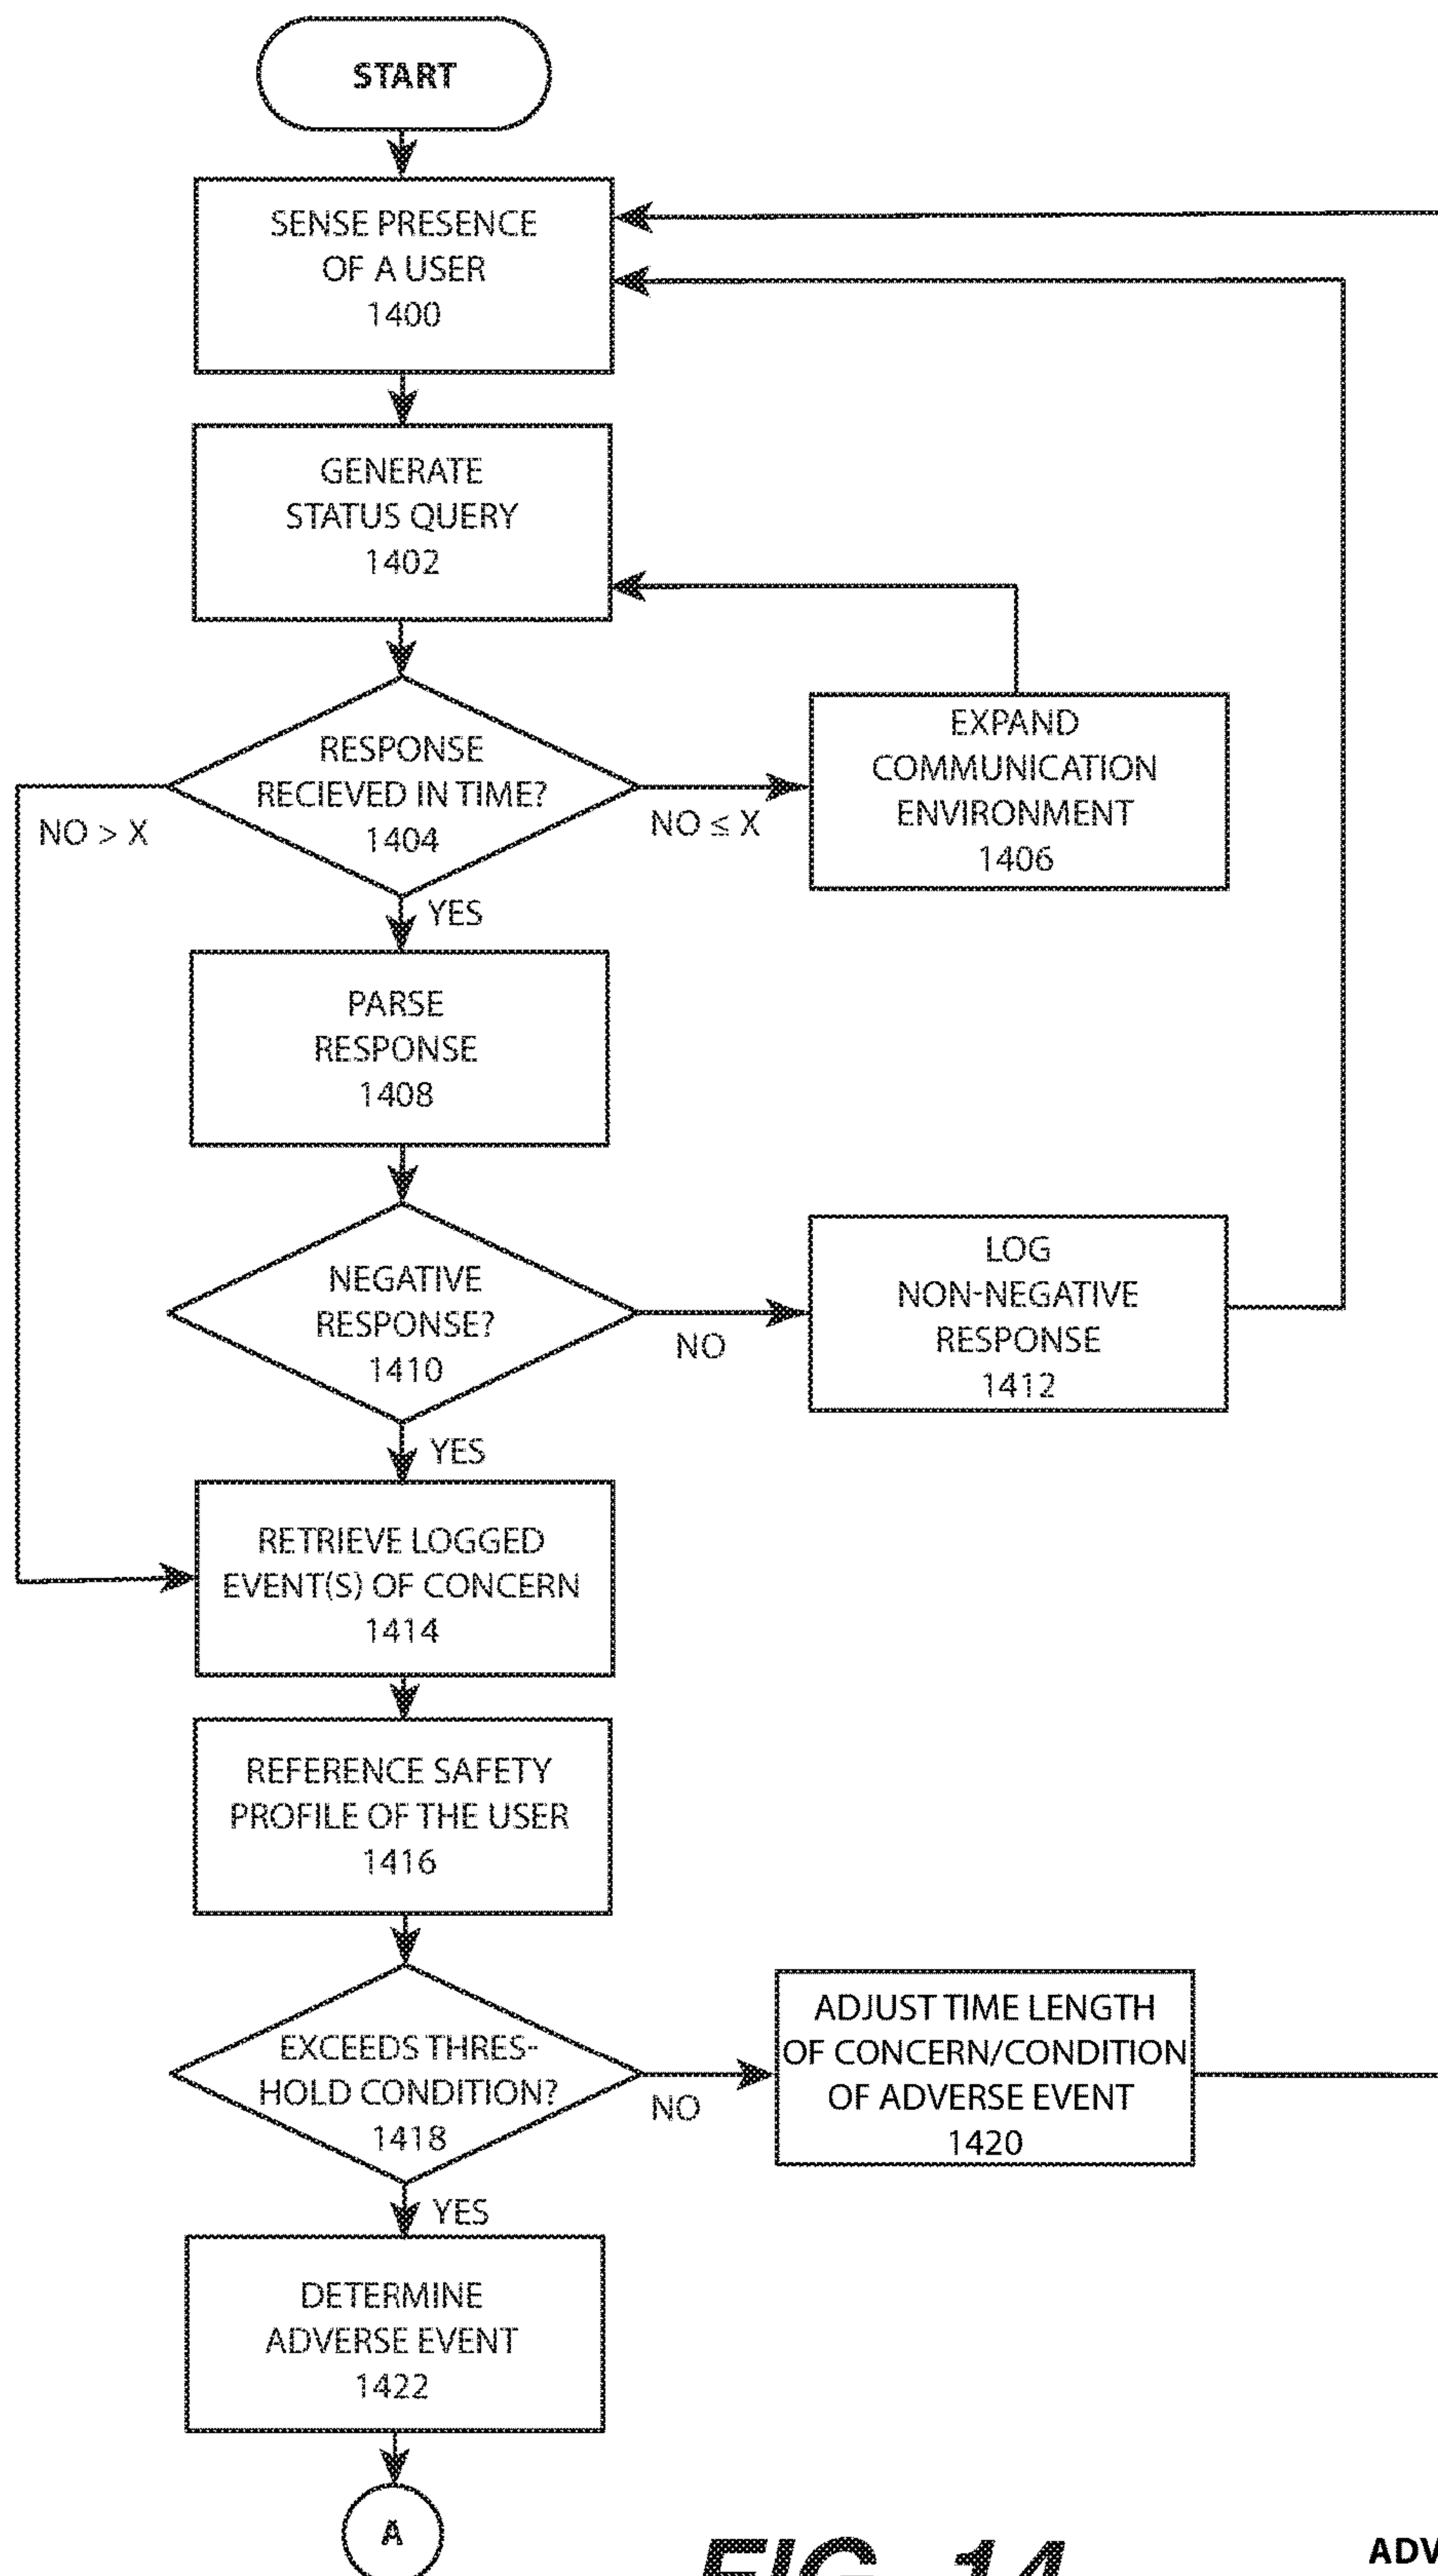 START
SENSE PRESENCE
OF A USER
1400
GENERATE
STATUS QUERY
1402
RESPONSE
RECIEVED IN TIME?
1404
NO > X
NO ≤ X
EXPAND
COMMUNICATION
ENVIRONMENT
1406
YES
PARSE
RESPONSE
1408
NEGATIVE
RESPONSE?
1410
NO
LOG
NON-NEGATIVE
RESPONSE
1412
YES
RETRIEVE LOGGED
EVENT(S) OF CONCERN
1414
REFERENCE SAFETY
PROFILE OF THE USER
1416
EXCEEDS THRES-
HOLD CONDITION?
1418
NO
ADJUST TIME LENGTH
OF CONCERN/CONDITION
OF ADVERSE EVENT
1420
YES
DETERMINE
ADVERSE EVENT
1422
A
FIG. 14
ADV